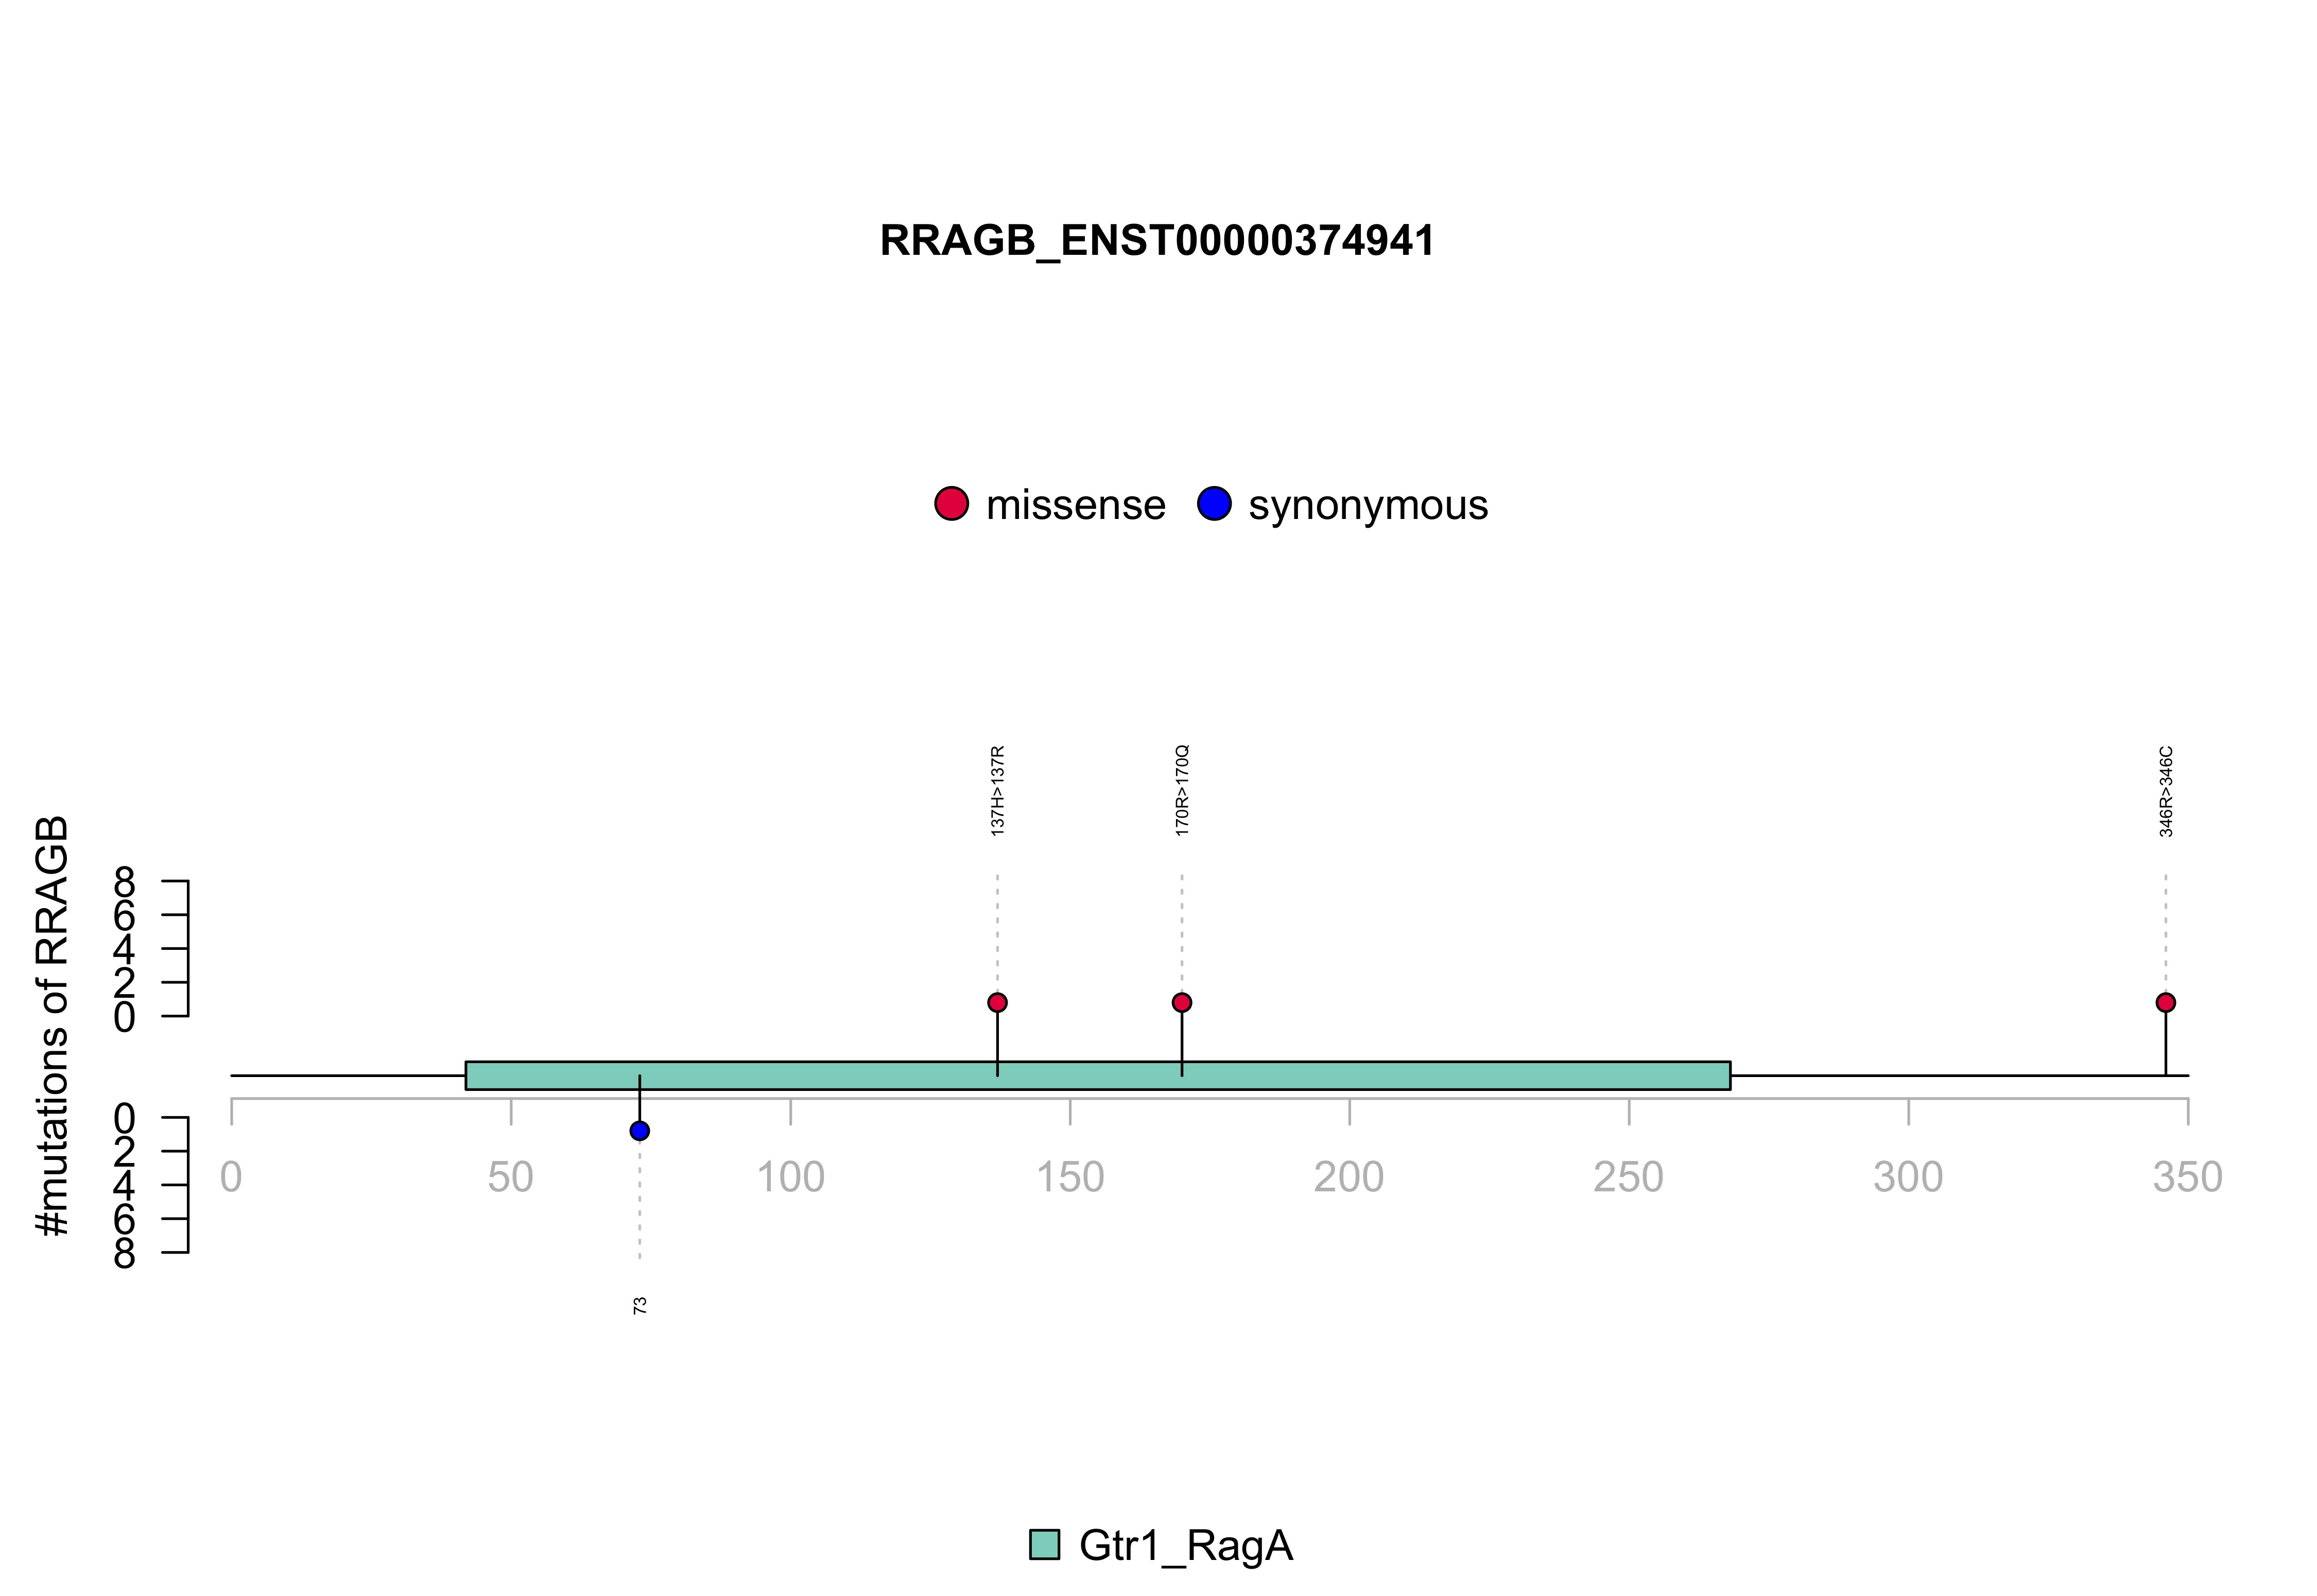 RRAGB_ENST00000374941
missense synonymous
137H>137R 170R>170Q 346R>346C
#mutations of RRAGB
8
6
4
2
0
0
2
4
6
8
0 50 100 150 200 250 300 350
73
Gtr1_RagA